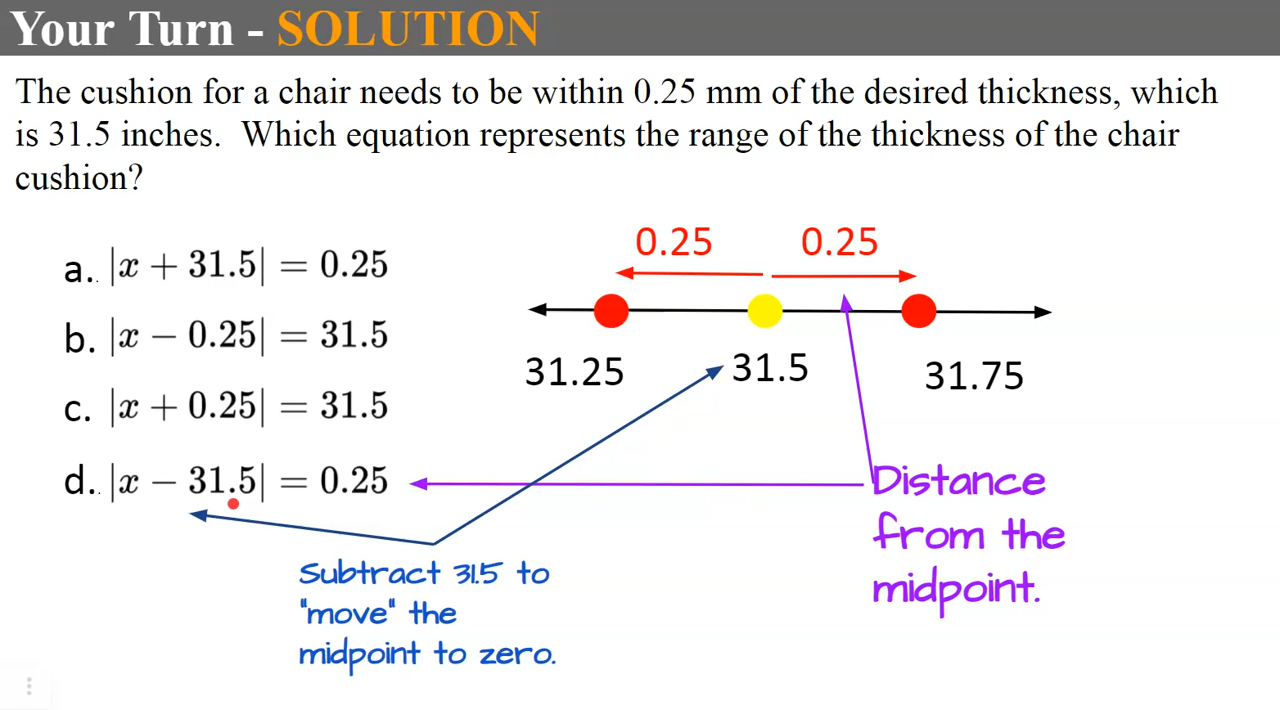 Your Turn - SOLUTION
The cushion for a chair needs to be within 0.25 mm of the desired thickness, which
is 31.5 inches. Which equation represents the range of the thickness of the chair
cushion?
a.. |x + 31.5| = 0.25
b. |x − 0.25| = 31.5
c. |x + 0.25| = 31.5
d.. |x − 31.5| = 0.25
0.25 0.25
31.25 31.5 31.75
Distance
from the
midpoint.
Subtract 31.5 to
"move" the
midpoint to zero.